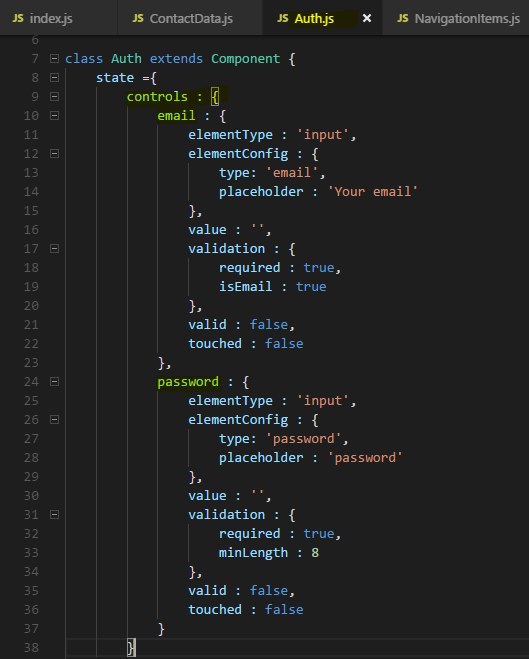 JS index.js JS ContactData.js JS Auth.js × JS NavigationItems.js
6
7 class Auth extends Component {
8 state ={
9 controls : {
10 email : {
11 elementType : 'input',
12 elementConfig : {
13 type: 'email',
14 placeholder : 'Your email'
15 },
16 value : '',
17 validation : {
18 required : true,
19 isEmail : true
20 },
21 valid : false,
22 touched : false
23 },
24 password : {
25 elementType : 'input',
26 elementConfig : {
27 type: 'password',
28 placeholder : 'password'
29 },
30 value : '',
31 validation : {
32 required : true,
33 minLength : 8
34 },
35 valid : false,
36 touched : false
37 }
38 }